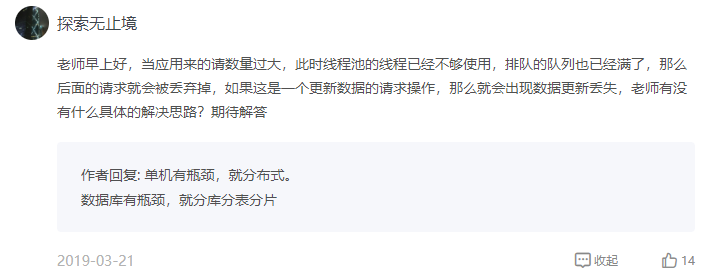 探索无止境
老师早上好，当应用来的请数量过大，此时线程池的线程已经不够使用，排队的队列也已经满了，那么
后面的请求就会被丢弃掉，如果这是一个更新数据的请求操作，那么就会出现数据更新丢失，老师有没
有什么具体的解决思路？期待解答
作者回复: 单机有瓶颈，就分布式。
数据库有瓶颈，就分库分表分片
2019-03-21 收起 14